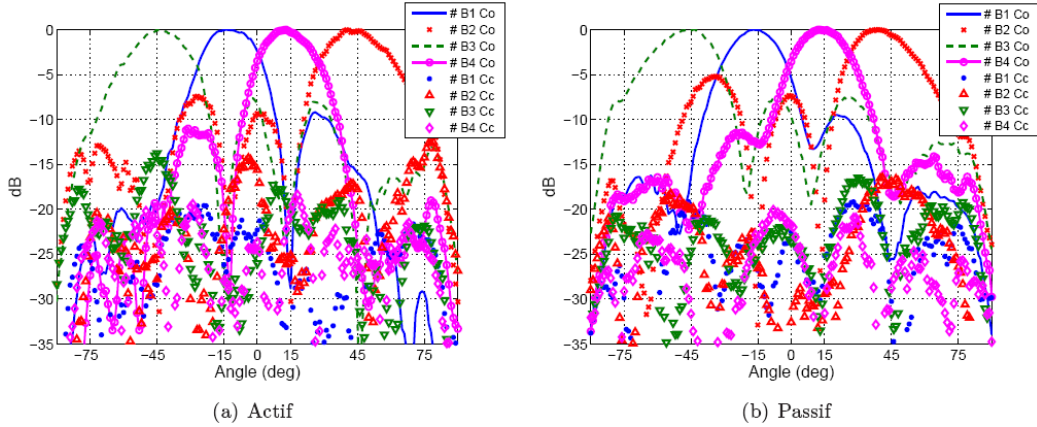 # B1 Co
# B2 Co
# B3 Co
# B4 Co
# B1 Cc
# B2 Cc
# B3 Cc
# B4 Cc
0
−5
−10
−15
−20
−25
−30
−35
dB
−75 −45 −15 0 15 45 75
Angle (deg)
(a) Actif
# B1 Co
# B2 Co
# B3 Co
# B4 Co
# B1 Cc
# B2 Cc
# B3 Cc
# B4 Cc
0
−5
−10
−15
−20
−25
−30
−35
dB
−75 −45 −15 0 15 45 75
Angle (deg)
(b) Passif